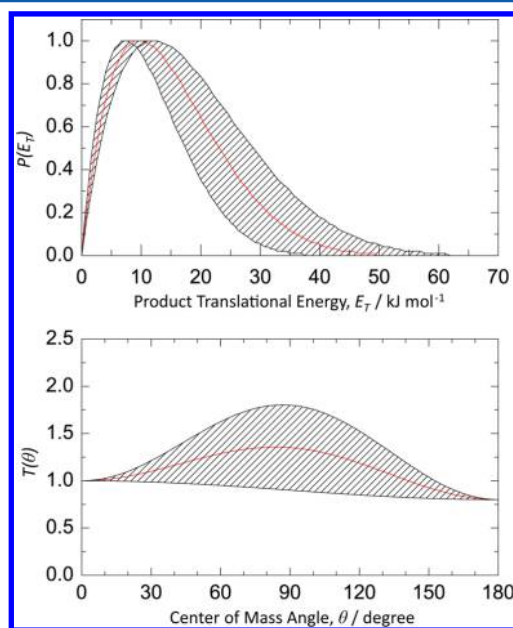 1.0
0.8
0.6
0.4
0.2
0.0
P(E_T)
0 10 20 30 40 50 60 70
Product Translational Energy, E_T / kJ mol⁻¹
2.5
2.0
1.5
1.0
0.5
0.0
T(θ)
0 30 60 90 120 150 180
Center of Mass Angle, θ / degree